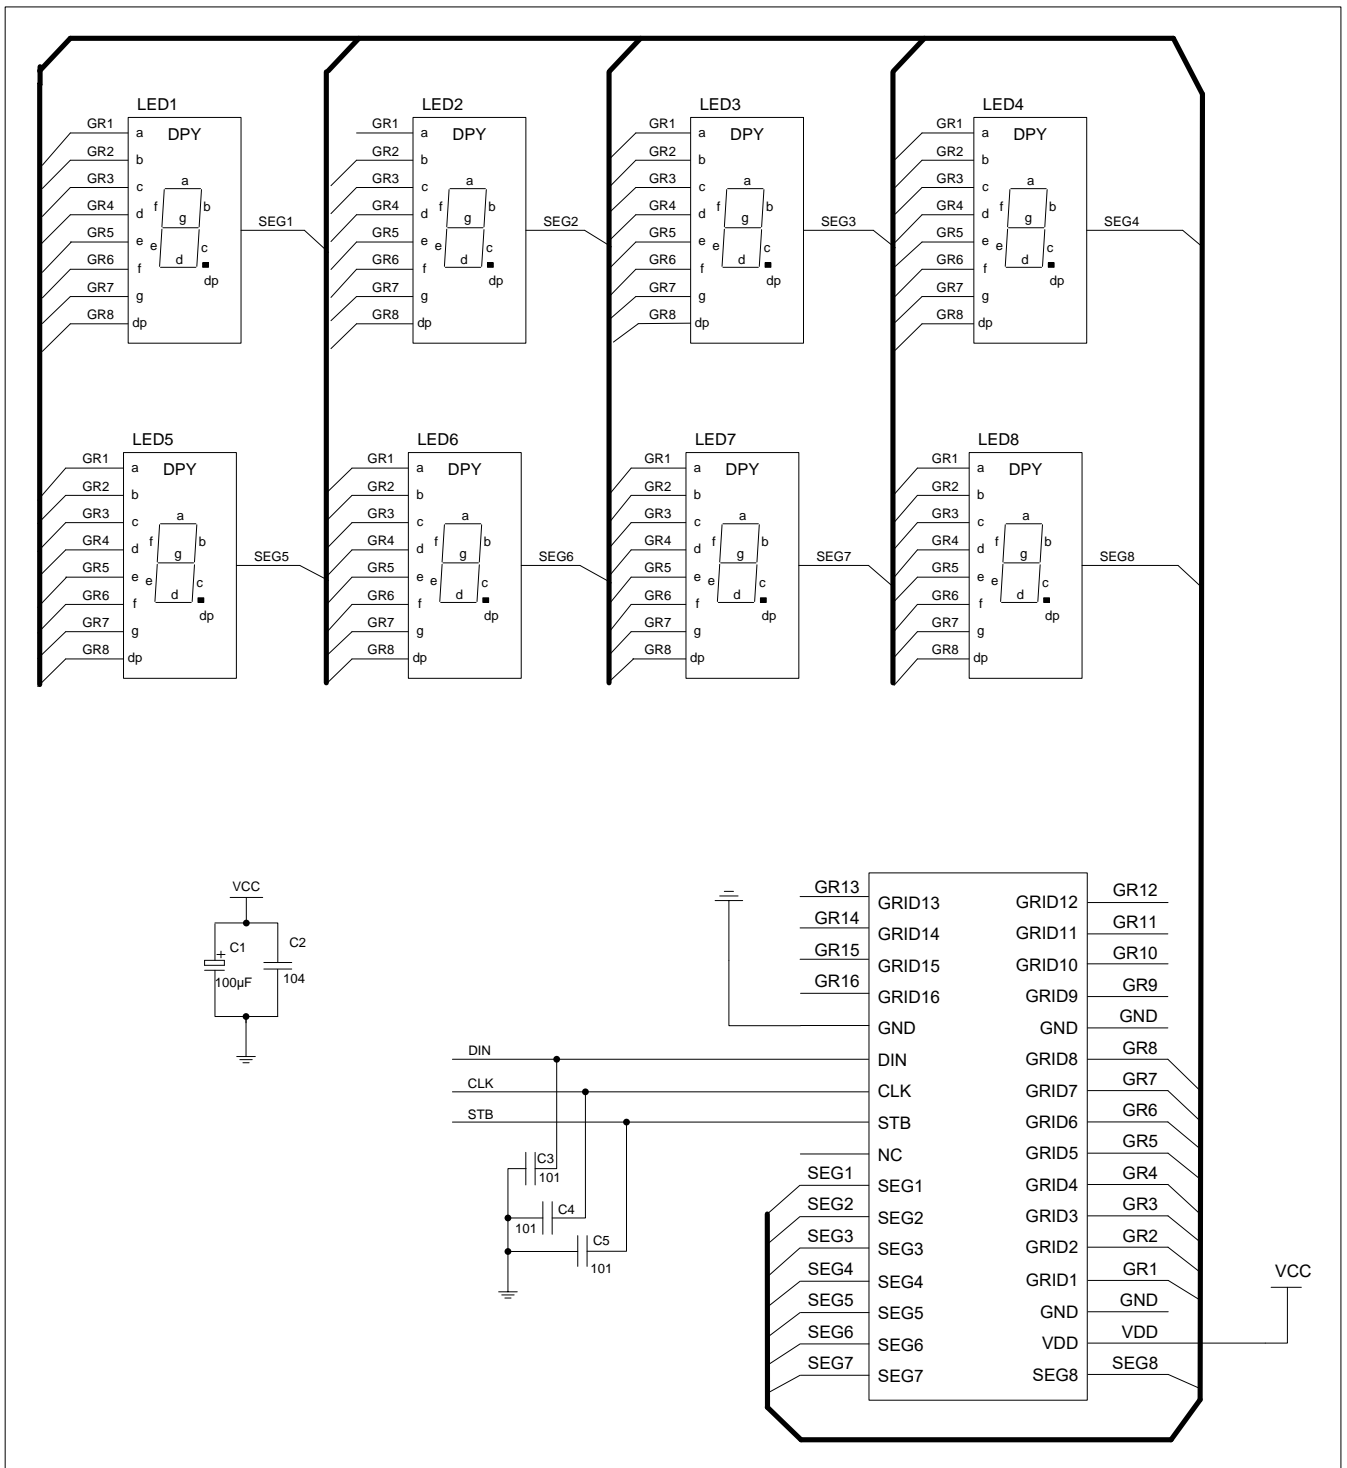 LED1 LED2 LED3 LED4
GR1 a DPY GR1 a DPY GR1 a DPY GR1 a DPY
GR2 b GR2 b GR2 b GR2 b
GR3 c a GR3 c a GR3 c a GR3 c a
GR4 d f g b GR4 d f g b GR4 d f g b GR4 d f g b
SEG1 SEG2 SEG3 SEG4
GR5 e e d c GR5 e e d c GR5 e e d c GR5 e e d c
GR6 f dp GR6 f dp GR6 f dp GR6 f dp
GR7 g GR7 g GR7 g GR7 g
GR8 dp GR8 dp GR8 dp GR8 dp
LED5 LED6 LED7 LED8
GR1 a DPY GR1 a DPY GR1 a DPY GR1 a DPY
GR2 b GR2 b GR2 b GR2 b
GR3 c a GR3 c a GR3 c a GR3 c a
GR4 d f g b GR4 d f g b GR4 d f g b GR4 d f g b
SEG5 SEG6 SEG7 SEG8
GR5 e e d c GR5 e e d c GR5 e e d c GR5 e e d c
GR6 f dp GR6 f dp GR6 f dp GR6 f dp
GR7 g GR7 g GR7 g GR7 g
GR8 dp GR8 dp GR8 dp GR8 dp
VCC
+ C1 C2
100μF 104
GR13 GRID13 GRID12 GR12
GR14 GRID14 GRID11 GR11
GR15 GRID15 GRID10 GR10
GR16 GRID16 GRID9 GR9
GND GND GND
DIN DIN GRID8 GR8
CLK CLK GRID7 GR7
STB STB GRID6 GR6
NC GRID5 GR5
C3 101
SEG1 SEG1 GRID4 GR4
C4 101
SEG2 SEG2 GRID3 GR3
C5 101
SEG3 SEG3 GRID2 GR2
SEG4 SEG4 GRID1 GR1
VCC
SEG5 SEG5 GND GND
SEG6 SEG6 VDD VDD
SEG7 SEG7 SEG8 SEG8